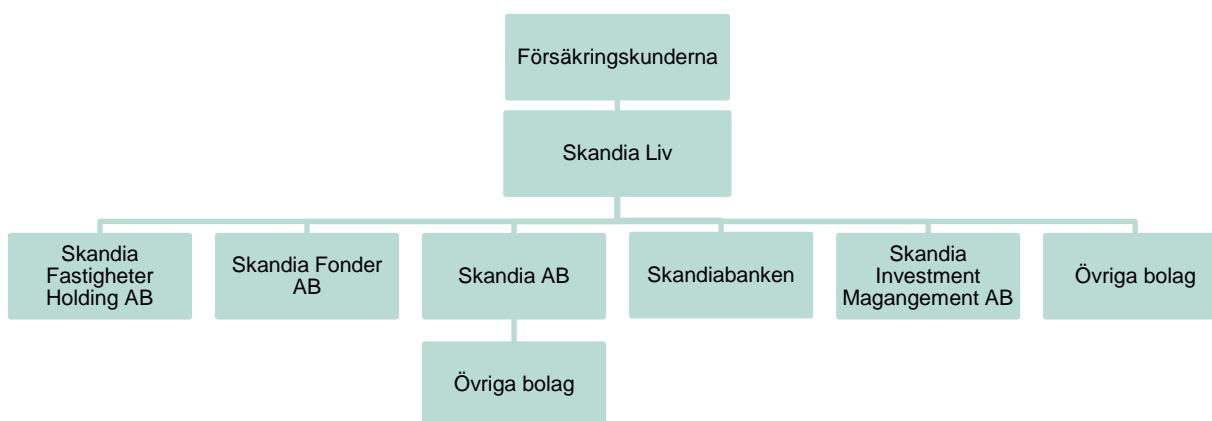 Försäkringskunderna
Skandia Liv
Skandia
Fastigheter
Holding AB
Skandia Fonder
AB
Skandia AB
Skandiabanken
Skandia
Investment
Magangement AB
Övriga bolag
Övriga bolag